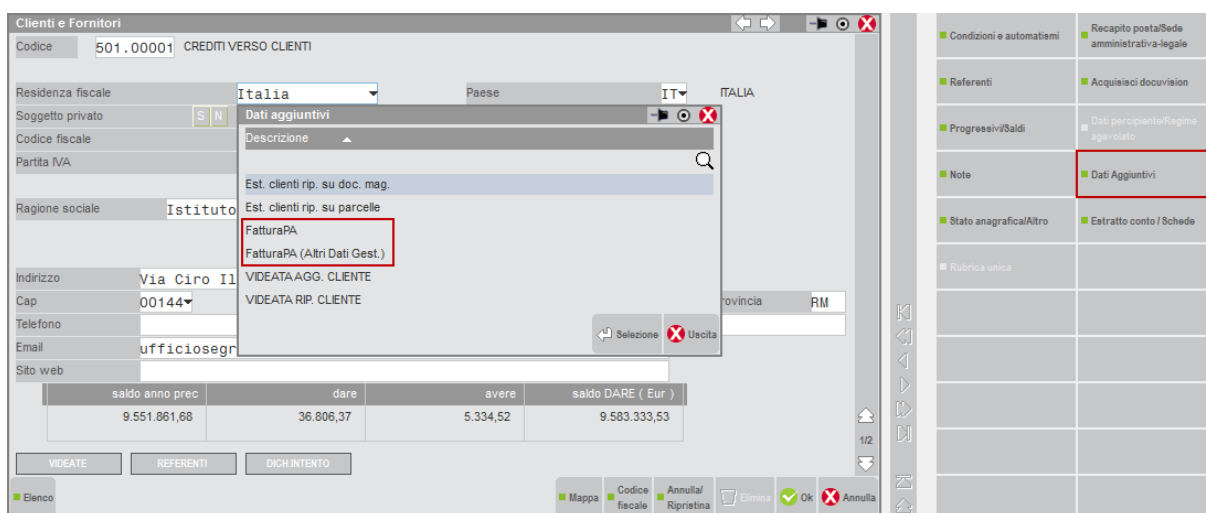 Clienti e Fornitori
Codice 501.00001 CREDITI VERSO CLIENTI
Residenza fiscale Italia Paese IT ITALIA
Soggetto privato S N
Codice fiscale
Partita IVA
Ragione sociale Istituto
Indirizzo Via Ciro Il
Cap 00144 rovincia RM
Telefono
Email ufficiosegr
Sito web
Dati aggiuntivi
Descrizione
Est. clienti rip. su doc. mag.
Est. clienti rip. su parcelle
FatturaPA
FatturaPA (Altri Dati Gest.)
VIDEATA AGG. CLIENTE
VIDEATA RIP. CLIENTE
Selezione Uscita
saldo anno prec dare avere saldo DARE ( Eur )
9.551.861,68 36.806,37 5.334,52 9.583.333,53
1/2
VIDEATE REFERENTI DICH.INTENTO
Elenco Mappa Codice fiscale Annulla/ Ripristina Elimina Ok Annulla
Condizioni e automatismi
Recapito posta/Sede
amministrativa-legale
Referenti
Acquisisci docuvision
Progressivi/Saldi
Dati percipiente/Regime
agevolato
Note
Dati Aggiuntivi
Stato anagrafica/Altro
Estratto conto / Schede
Rubrica unica